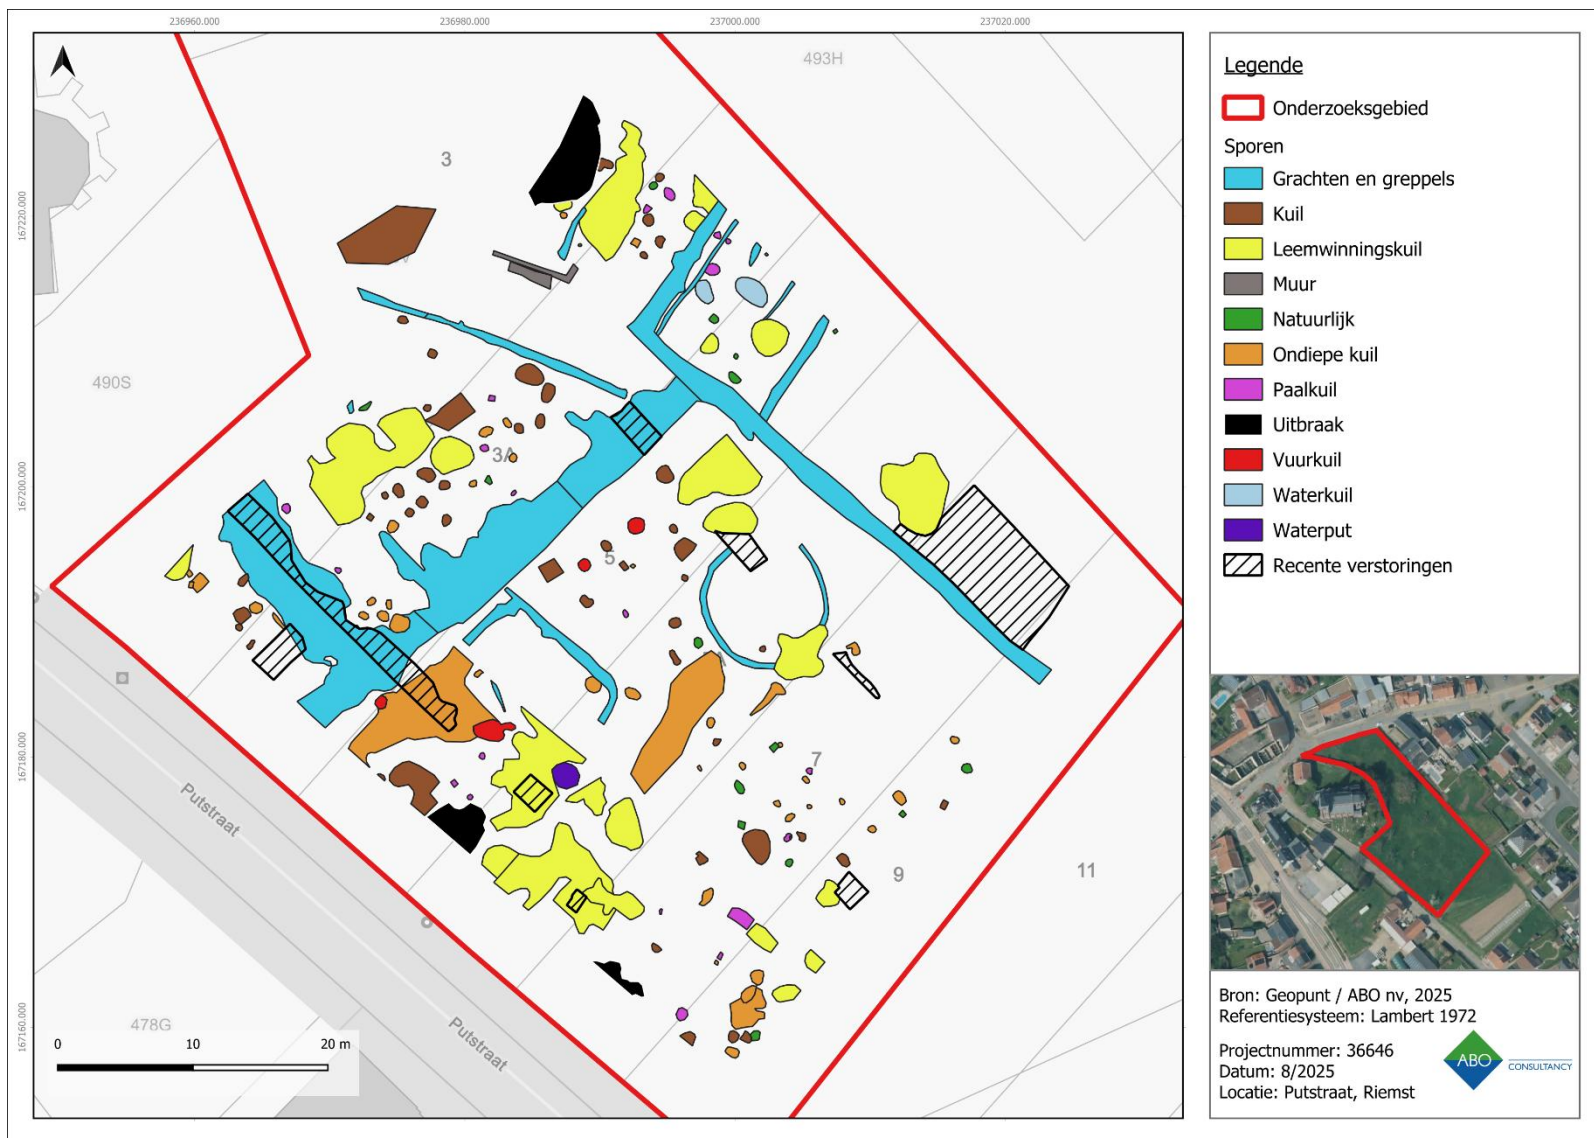 236960.000
236980.000
237000.000
237020.000
167220.000
167200.000
167180.000
167160.000
493H
3
490S
3A
5
7
9
11
478G
Putstraat
Putstraat
0 10 20 m
Legende
Onderzoeksgebied
Sporen
Grachten en greppels
Kuil
Leemwinningskuil
Muur
Natuurlijk
Ondiepe kuil
Paalkuil
Uitbraak
Vuurkuil
Waterkuil
Waterput
Recente verstoringen
Bron: Geopunt / ABO nv, 2025
Referentiesysteem: Lambert 1972
Projectnummer: 36646
Datum: 8/2025
Locatie: Putstraat, Riemst
ABO
CONSULTANCY